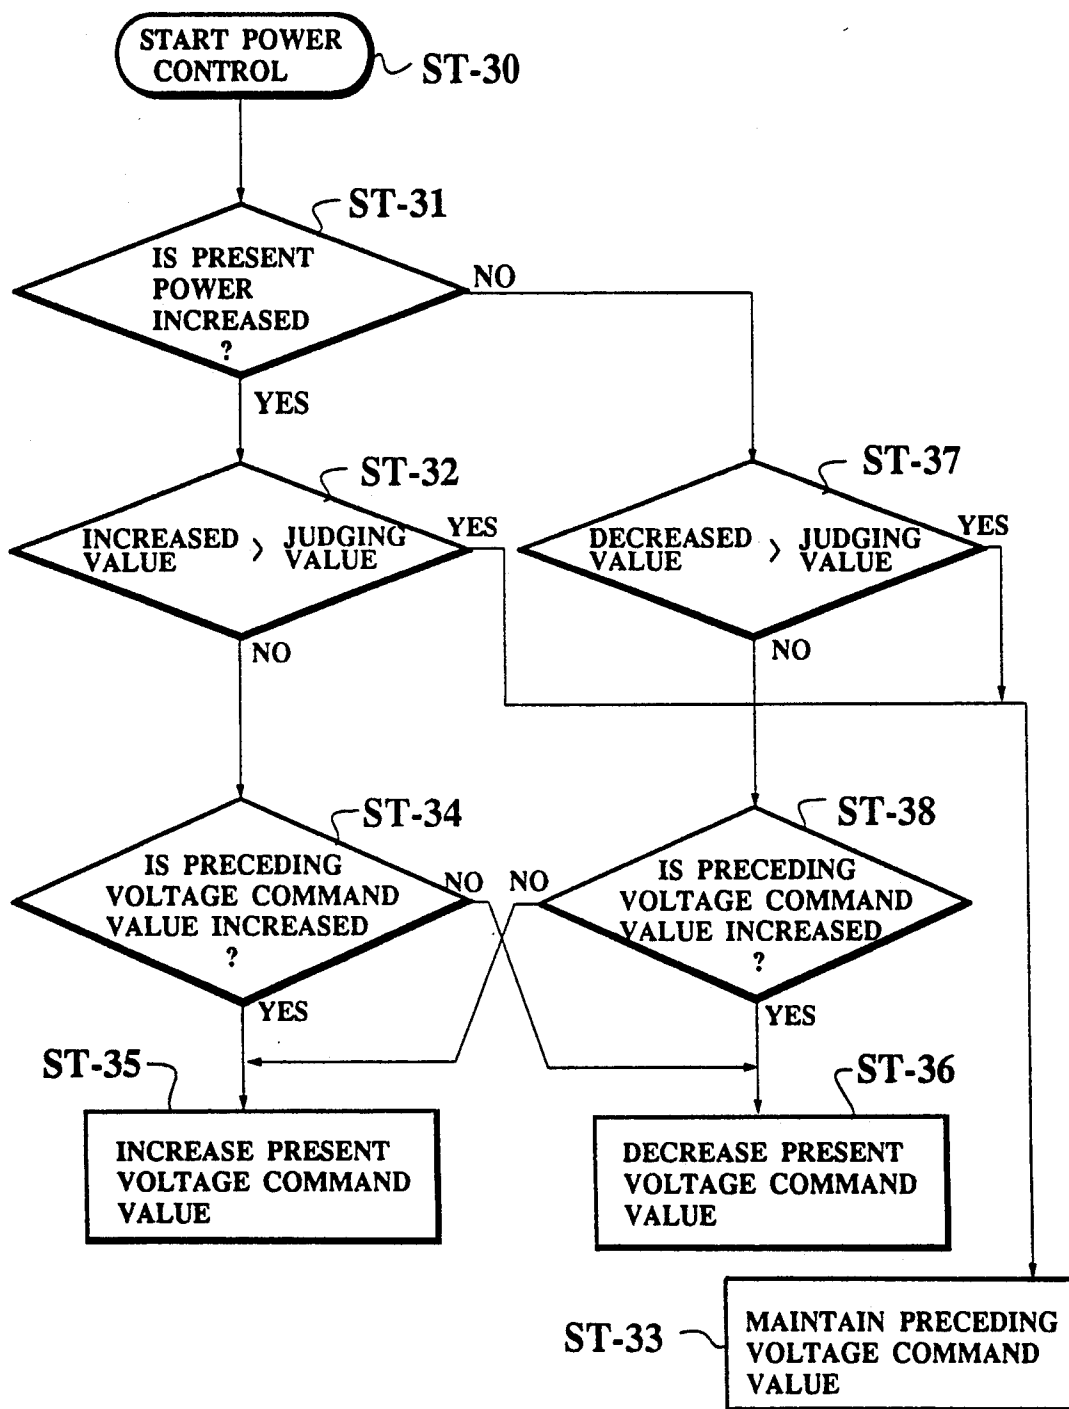 START POWER
CONTROL
ST-30
ST-31
IS PRESENT
POWER
INCREASED
?
NO
YES
ST-32
INCREASED
VALUE
>
JUDGING
VALUE
YES
NO
ST-37
DECREASED
VALUE
>
JUDGING
VALUE
YES
NO
ST-34
IS PRECEDING
VOLTAGE COMMAND
VALUE INCREASED
?
NO
YES
ST-38
IS PRECEDING
VOLTAGE COMMAND
VALUE INCREASED
?
NO
YES
ST-35
INCREASE PRESENT
VOLTAGE COMMAND
VALUE
ST-36
DECREASE PRESENT
VOLTAGE COMMAND
VALUE
ST-33
MAINTAIN PRECEDING
VOLTAGE COMMAND
VALUE